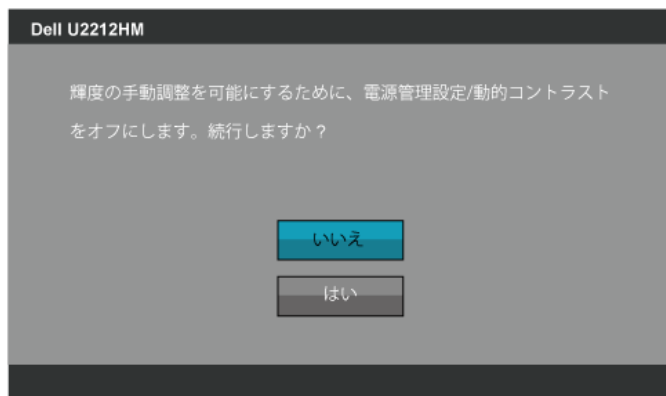 Dell U2212HM
輝度の手動調整を可能にするために、電源管理設定/動的コントラスト
をオフにします。続行しますか?
いいえ
はい